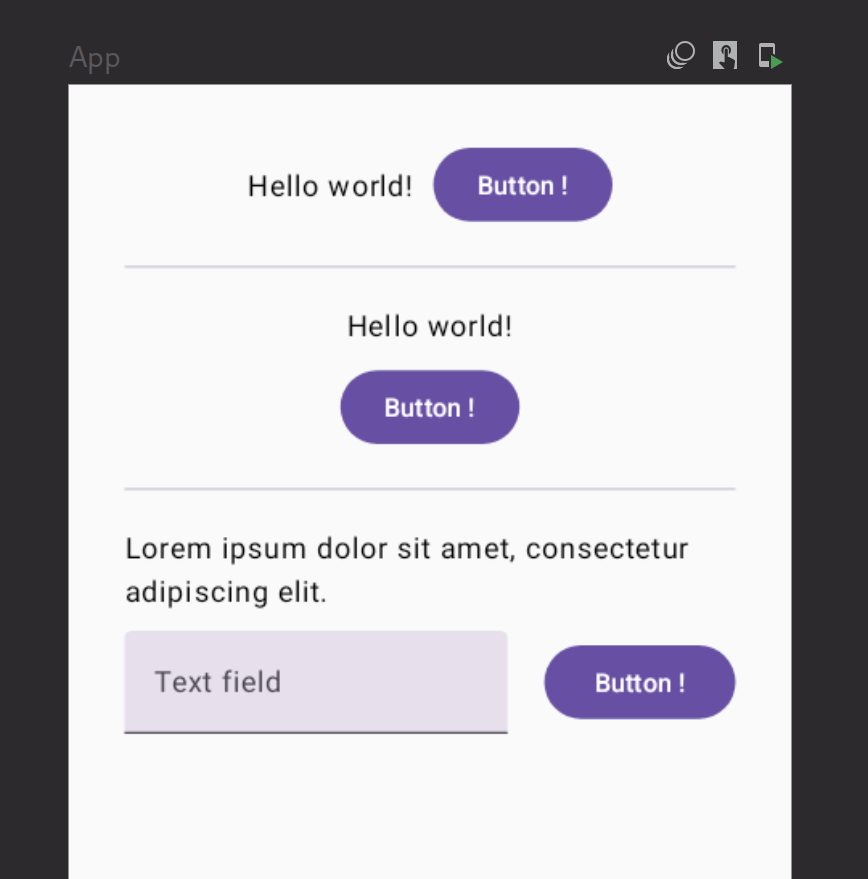 App
Hello world! Button !
Hello world!
Button !
Lorem ipsum dolor sit amet, consectetur
adipiscing elit.
Text field Button !